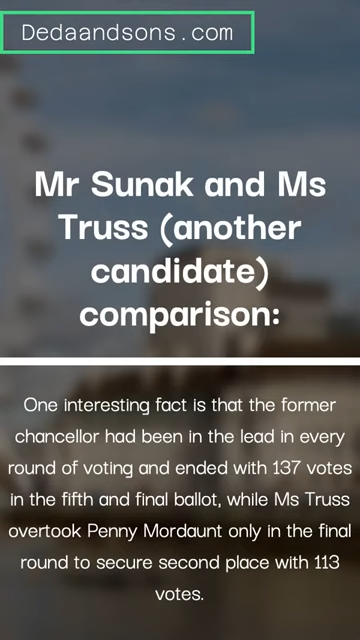 Dedaandsons.com
Mr Sunak and Ms
Truss (another
candidate)
comparison:
One interesting fact is that the former
chancellor had been in the lead in every
round of voting and ended with 137 votes
in the fifth and final ballot, while Ms Truss
overtook Penny Mordaunt only in the final
round to secure second place with 113
votes.